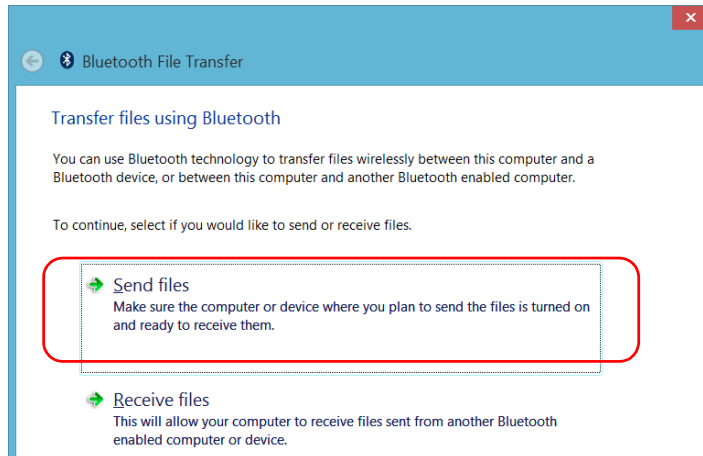 Bluetooth File Transfer
Transfer files using Bluetooth
You can use Bluetooth technology to transfer files wirelessly between this computer and a
Bluetooth device, or between this computer and another Bluetooth enabled computer.
To continue, select if you would like to send or receive files.
Send files
Make sure the computer or device where you plan to send the files is turned on
and ready to receive them.
Receive files
This will allow your computer to receive files sent from another Bluetooth
enabled computer or device.